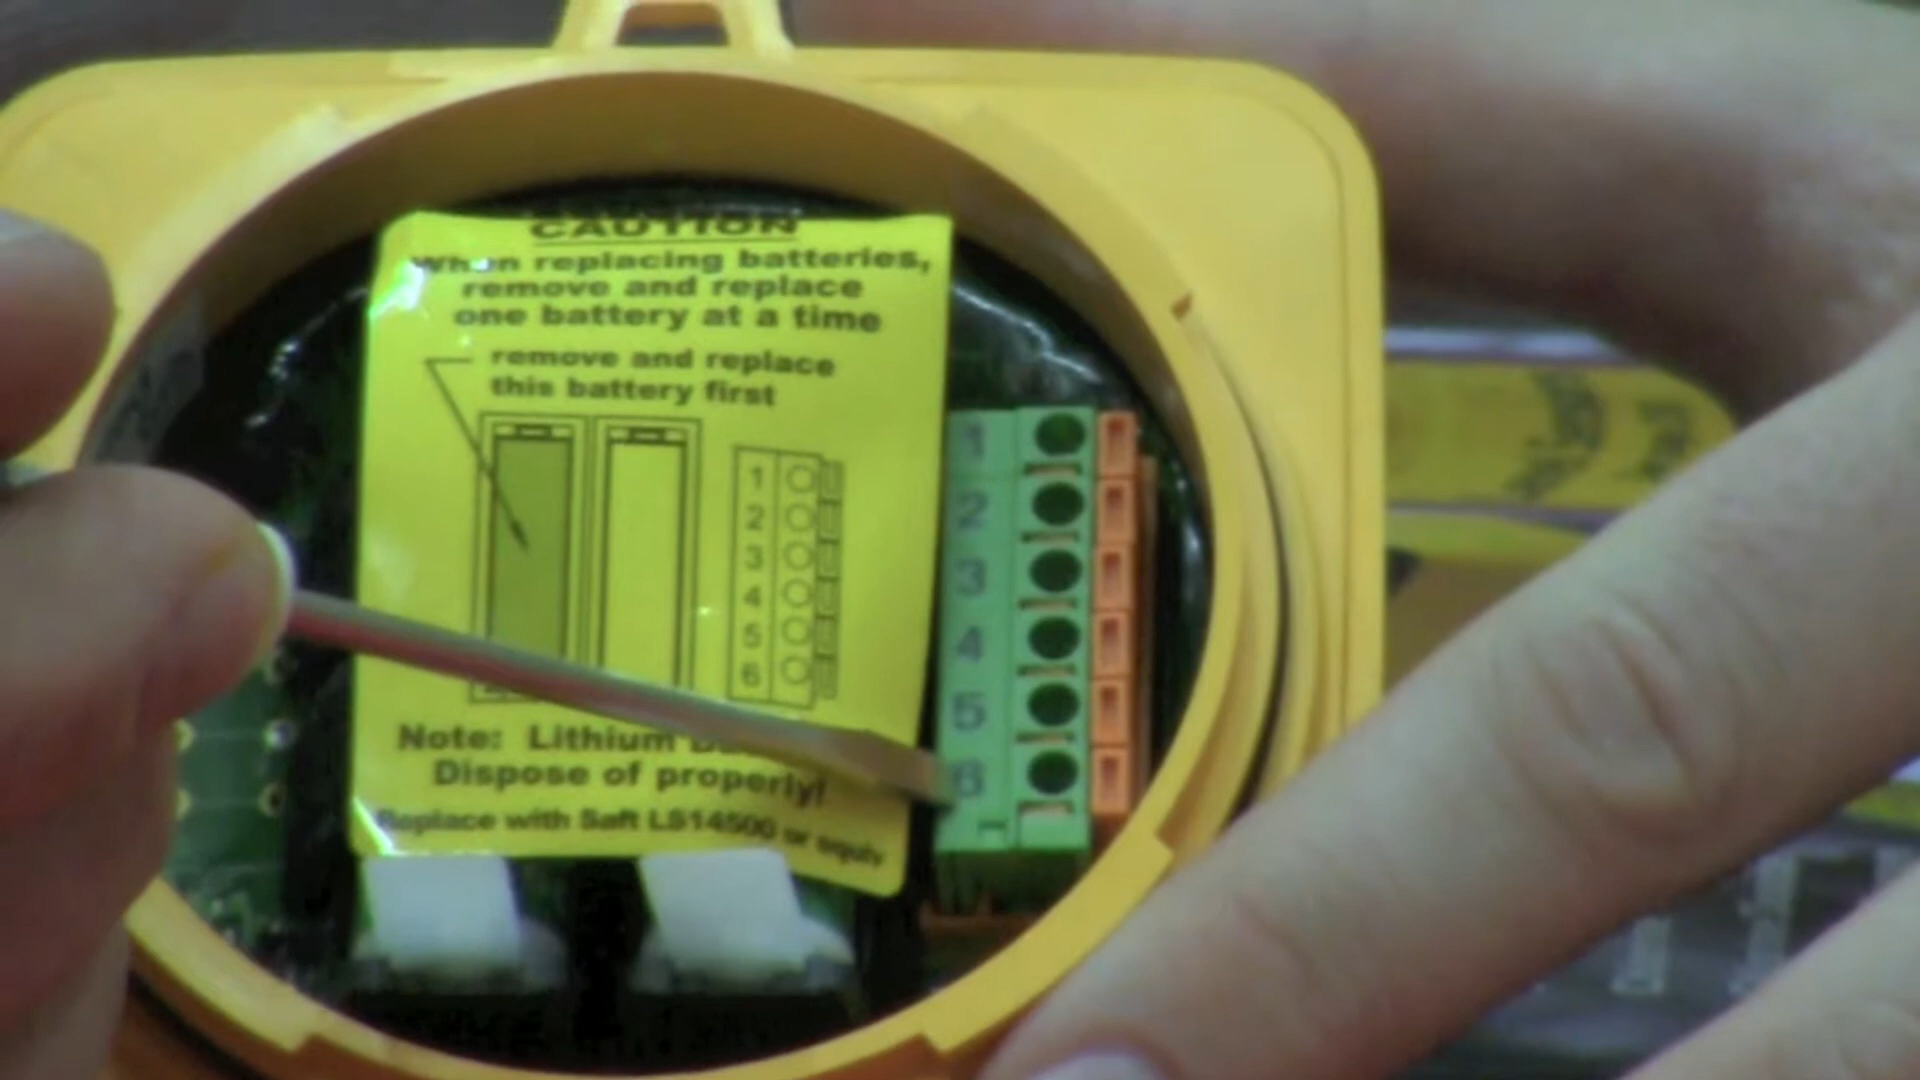 CAUTION
When replacing batteries,
remove and replace
one battery at a time
remove and replace
this battery first
1
2
3
4
5
6
Note: Lithium
Dispose of properly!
Replace with Saft LS14500 or equiv
1
2
3
4
5
6